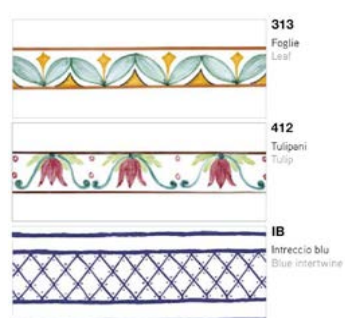 313
Foglie
Leaf
412
Tulipani
Tulip
IB
Intreccio blu
Blue intertwine